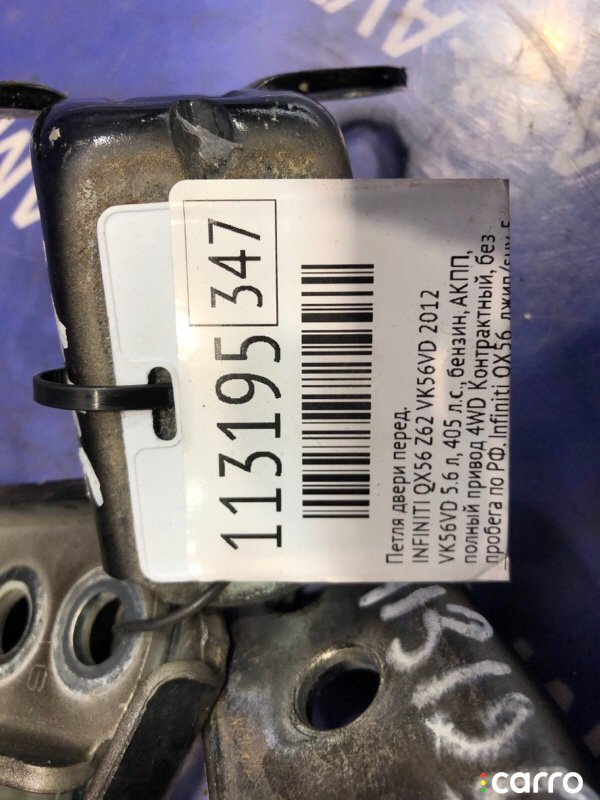 113195 347
Петля двери перед.
INFINITI QX56 Z62 VK56VD 2012
VK56VD 5.6 л, 405 л.с., бензин, АКПП,
полный привод 4WD Контрактный, без
пробега по РФ. Infiniti QX56
carro